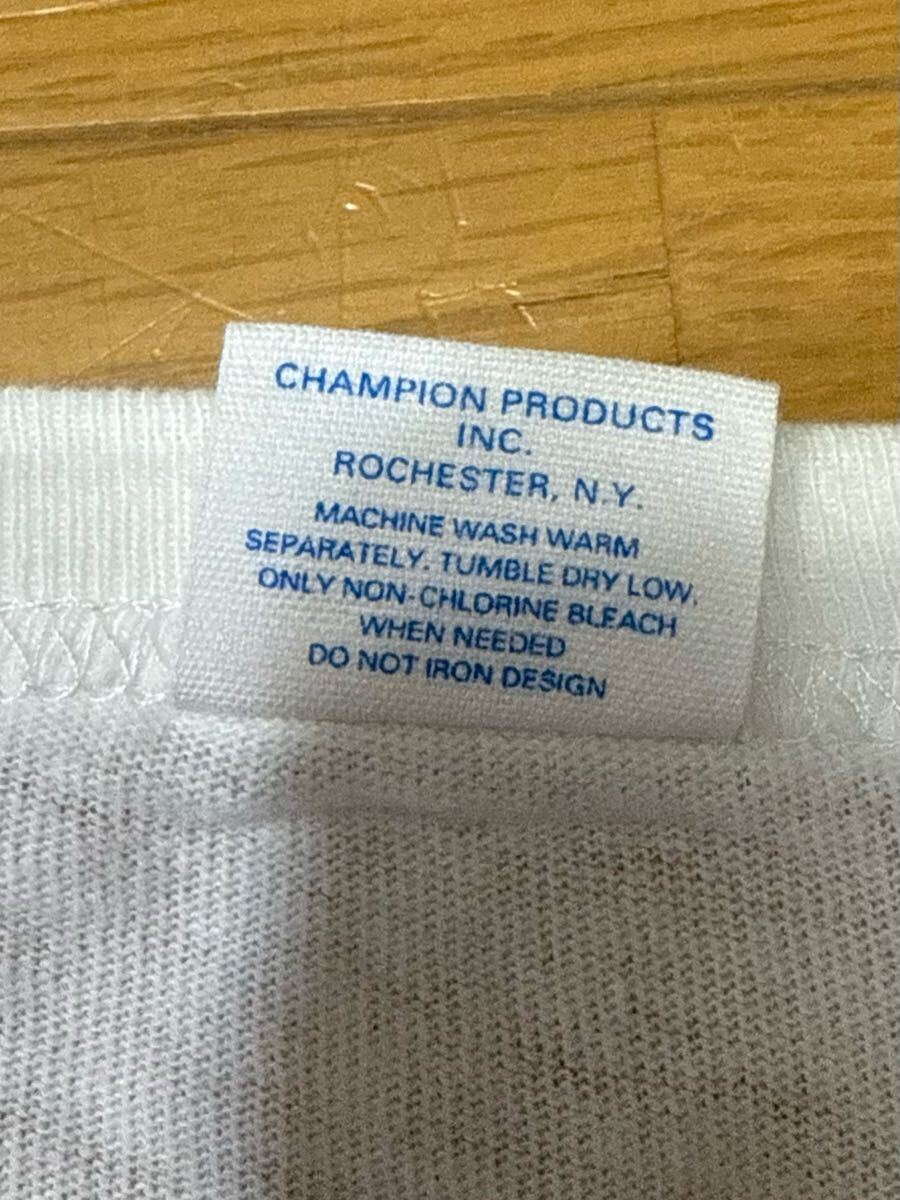 CHAMPION PRODUCTS
INC.
ROCHESTER, N.Y.
MACHINE WASH WARM
SEPARATELY. TUMBLE DRY LOW.
ONLY NON-CHLORINE BLEACH
WHEN NEEDED
DO NOT IRON DESIGN